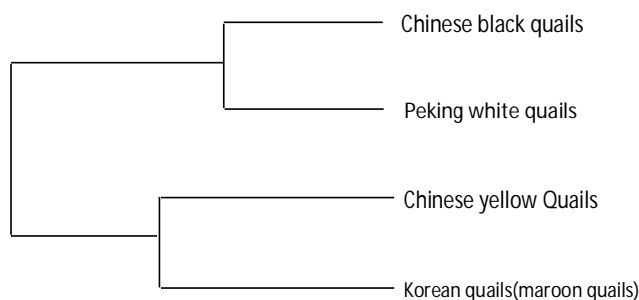 Chinese black quails
Peking white quails
Chinese yellow Quails
Korean quails(maroon quails)